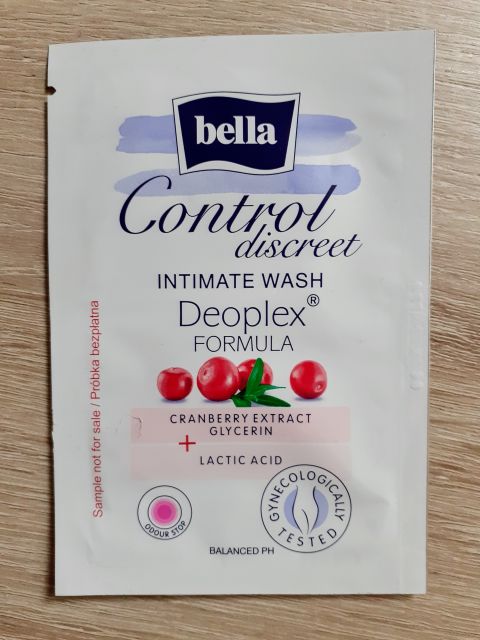 bella
Control
discreet
INTIMATE WASH
Deoplex®
FORMULA
CRANBERRY EXTRACT
GLYCERIN
+
LACTIC ACID
ODOUR STOP
GYNECOLOGICALLY
TESTED
BALANCED PH
Sample not for sale / Próbka bezpłatna